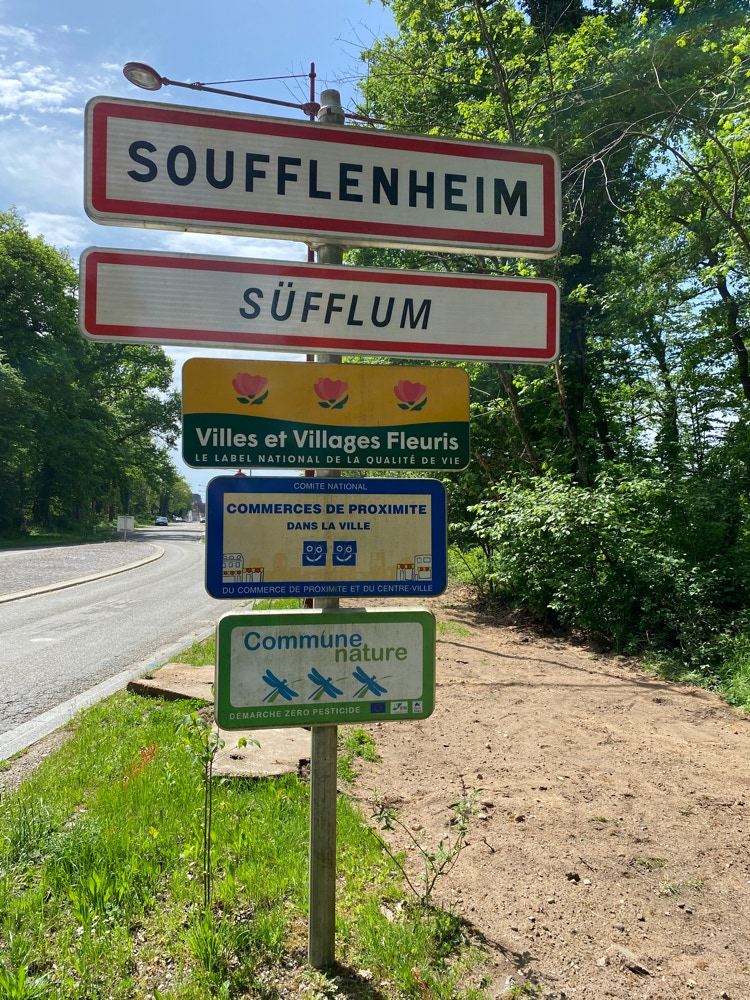 SOUFFLENHEIM
SÜFFLUM
Villes et Villages Fleuris
LE LABEL NATIONAL DE LA QUALITÉ DE VIE
COMITE NATIONAL
COMMERCES DE PROXIMITE
DANS LA VILLE
DU COMMERCE DE PROXIMITE ET DU CENTRE-VILLE
Commune
nature
DÉMARCHE ZERO PESTICIDE